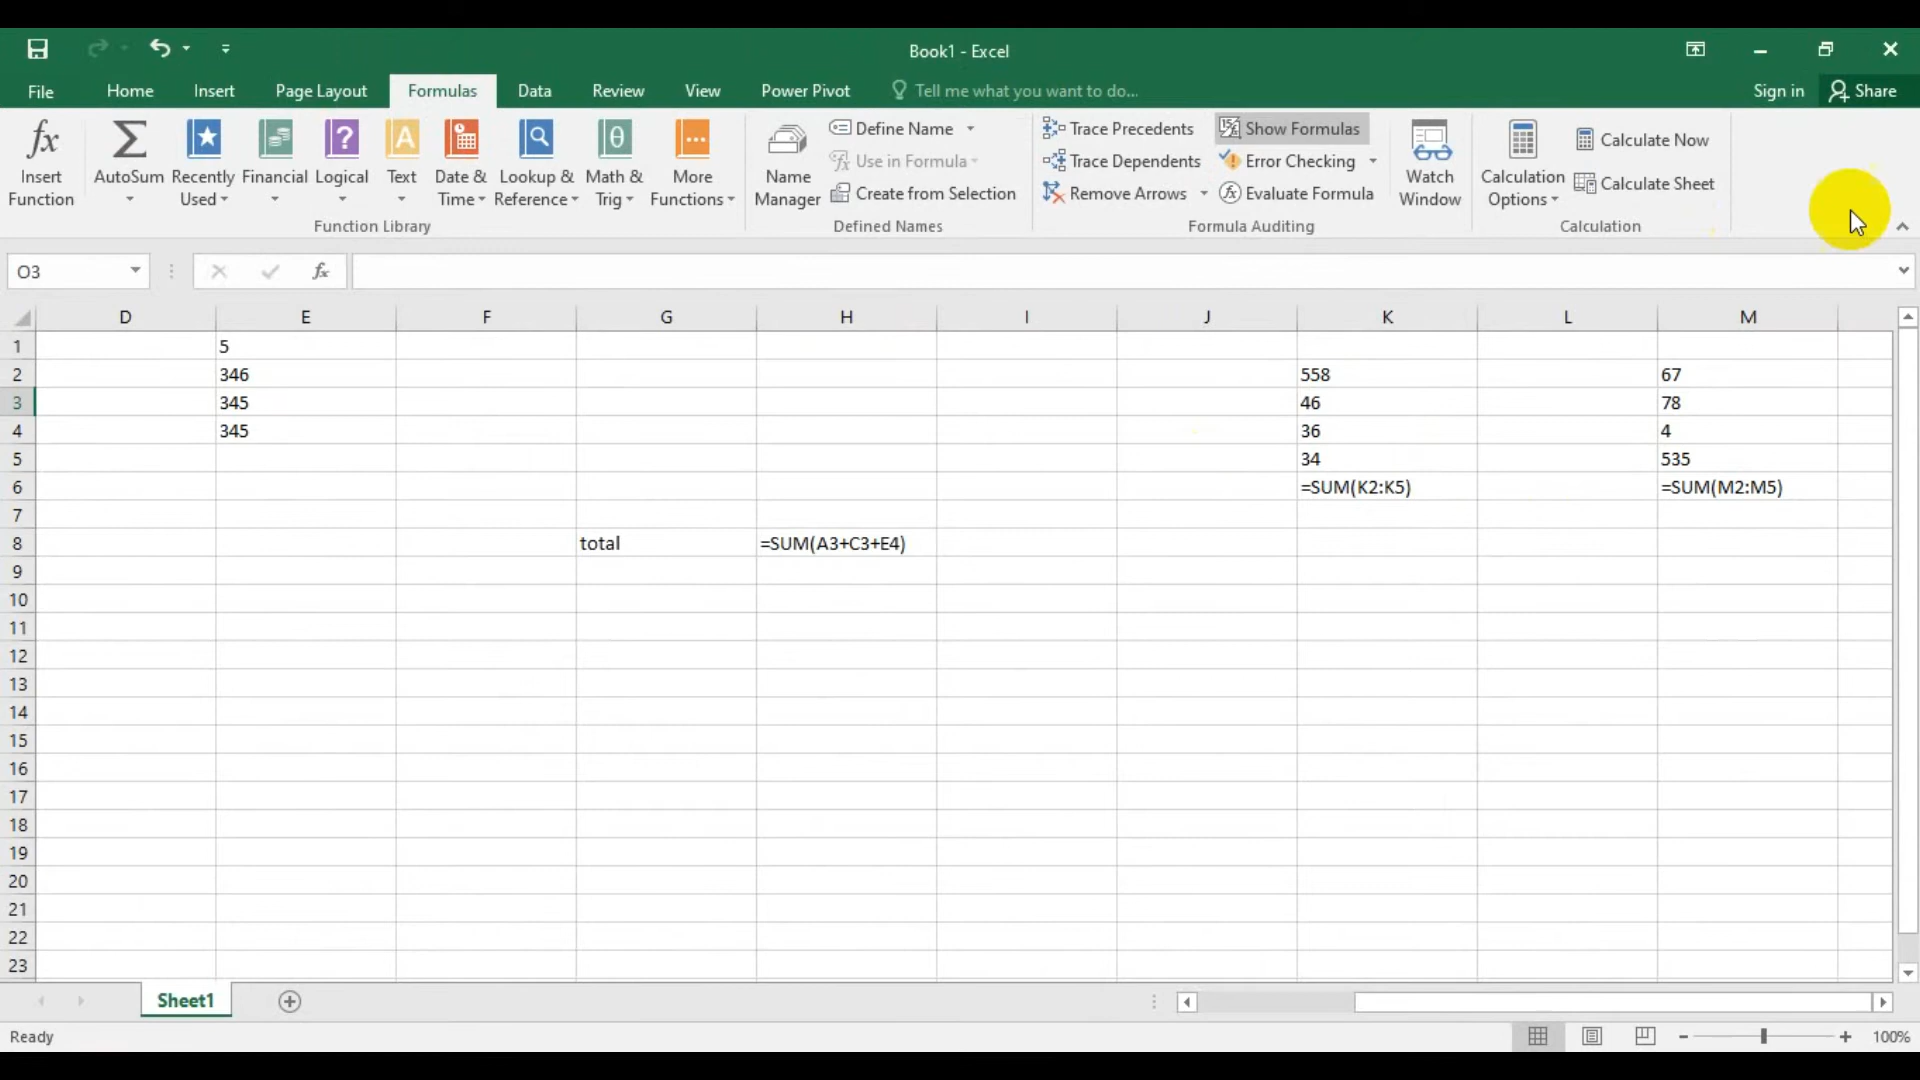 Book1 - Excel
File Home Insert Page Layout Formulas Data Review View Power Pivot Tell me what you want to do... Sign in Share
Insert Function
AutoSum
Recently Used
Financial
Logical
Text
Date & Time
Lookup & Reference
Math & Trig
More Functions
Function Library
Name Manager
Define Name
Use in Formula
Create from Selection
Defined Names
Trace Precedents
Trace Dependents
Remove Arrows
Show Formulas
Error Checking
Evaluate Formula
Formula Auditing
Watch Window
Calculation Options
Calculate Now
Calculate Sheet
Calculation
O3 fx
D E F G H I J K L M
1 5
2 346 558 67
3 345 46 78
4 345 36 4
5 34 535
6 =SUM(K2:K5) =SUM(M2:M5)
7
8 total =SUM(A3+C3+E4)
9
10
11
12
13
14
15
16
17
18
19
20
21
22
23
Sheet1
Ready 100%